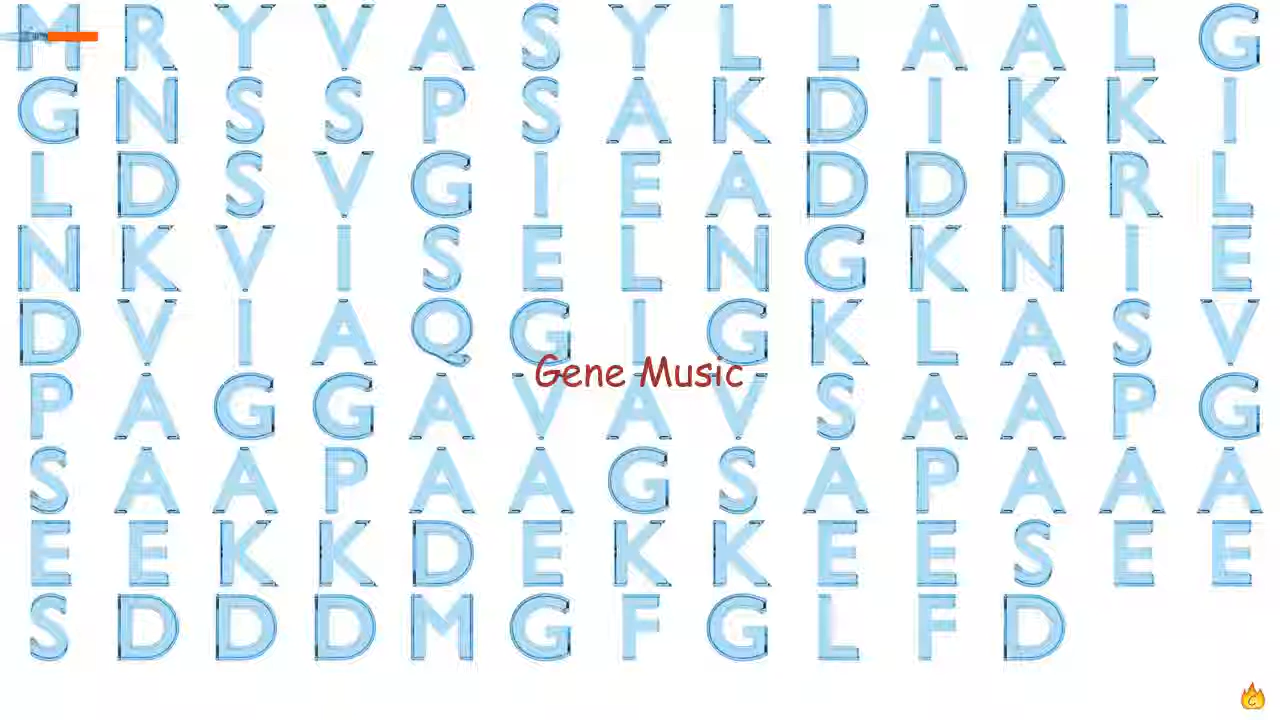 M R Y V A S Y L L A A L G
G N S S P S A K D I K K I
L D S V G I E A D D D R L
N K V I S E L N G K N I E
D V I A Q G I G K L A S V
Gene Music
P A G G A V A V S A A P G
S A A P A A G S A P A A A
E E K K D E K K E E S E E
S D D D M G F G L F D
C